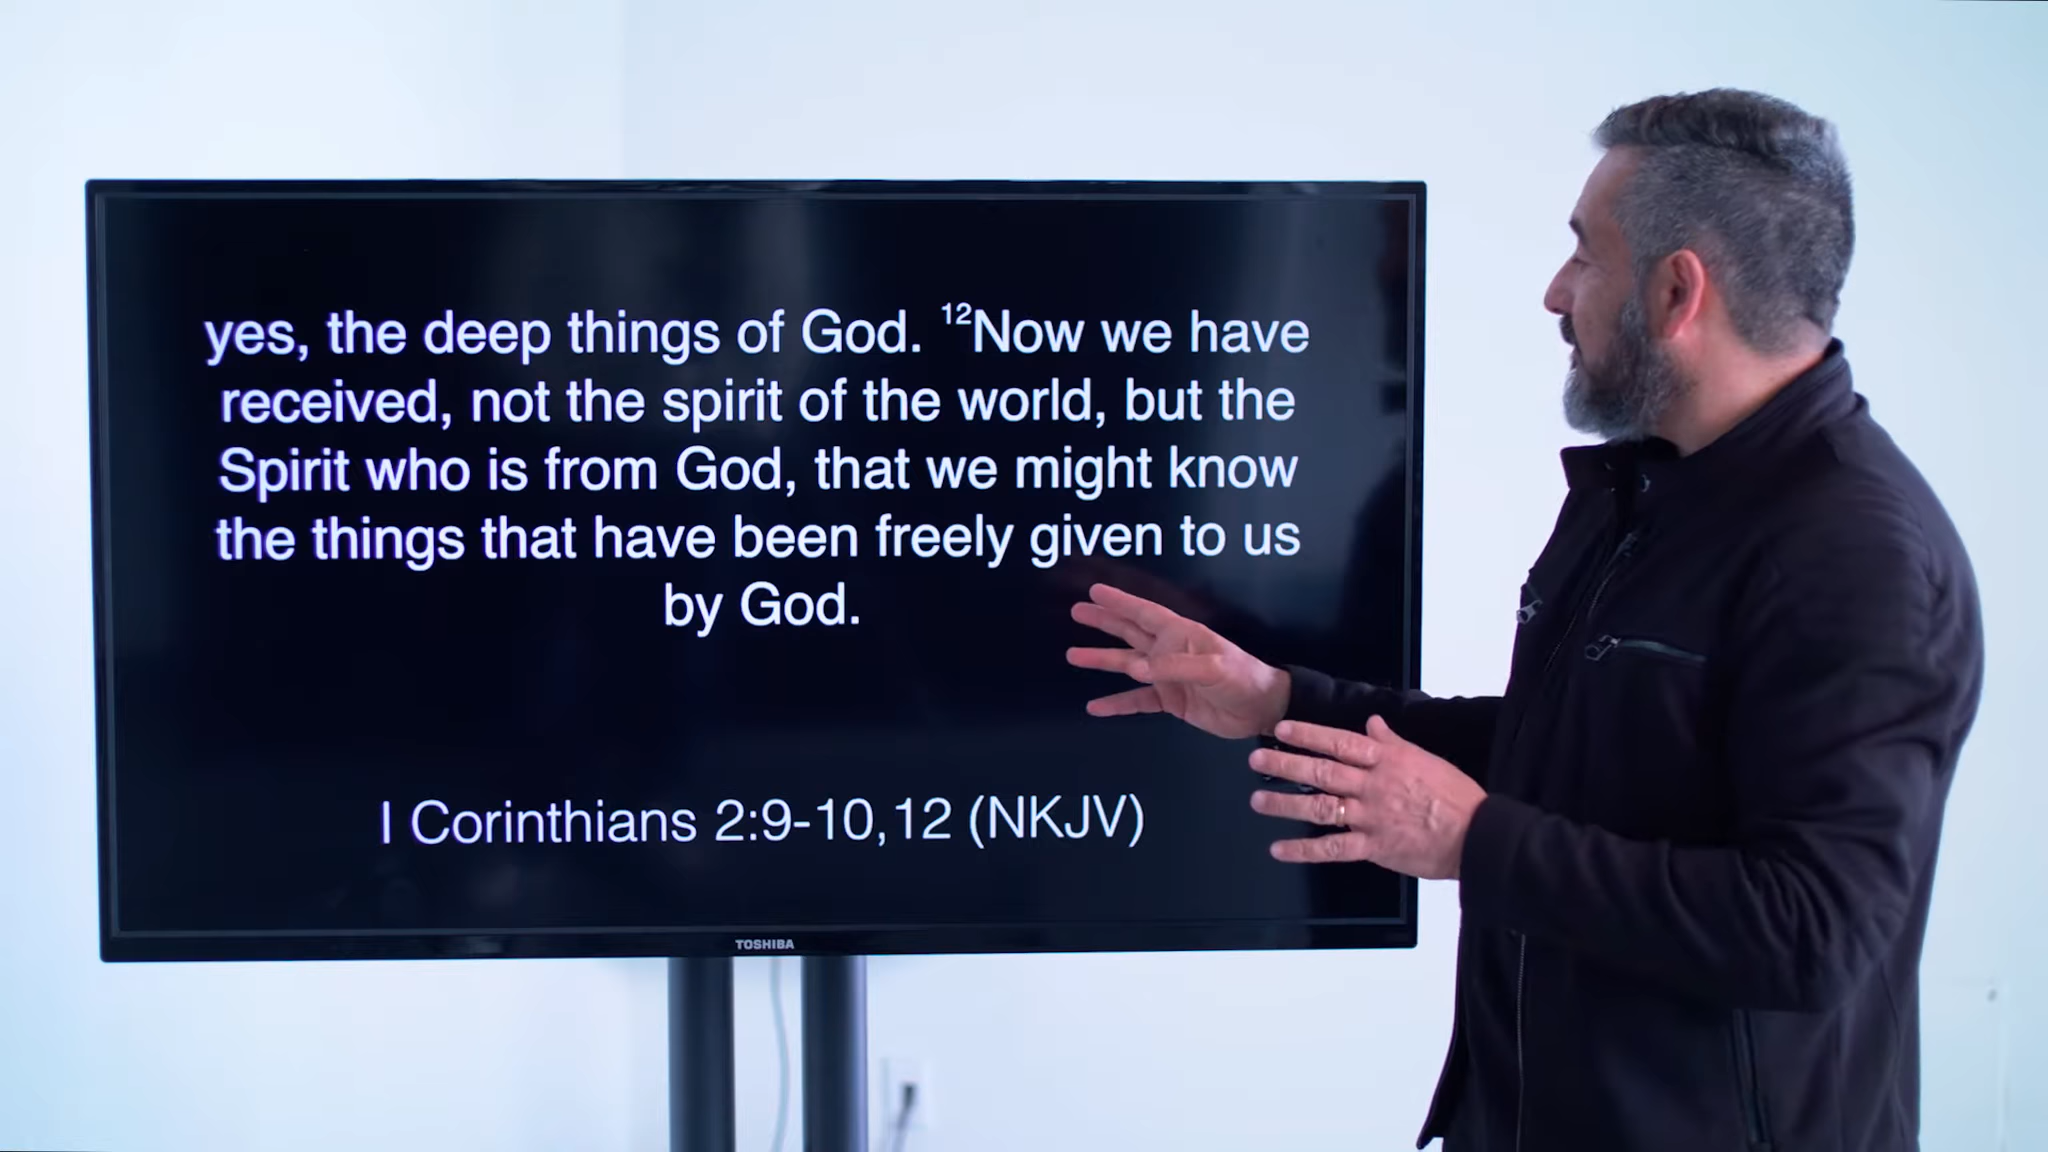 yes, the deep things of God. ¹²Now we have
received, not the spirit of the world, but the
Spirit who is from God, that we might know
the things that have been freely given to us
by God.
I Corinthians 2:9-10,12 (NKJV)
TOSHIBA